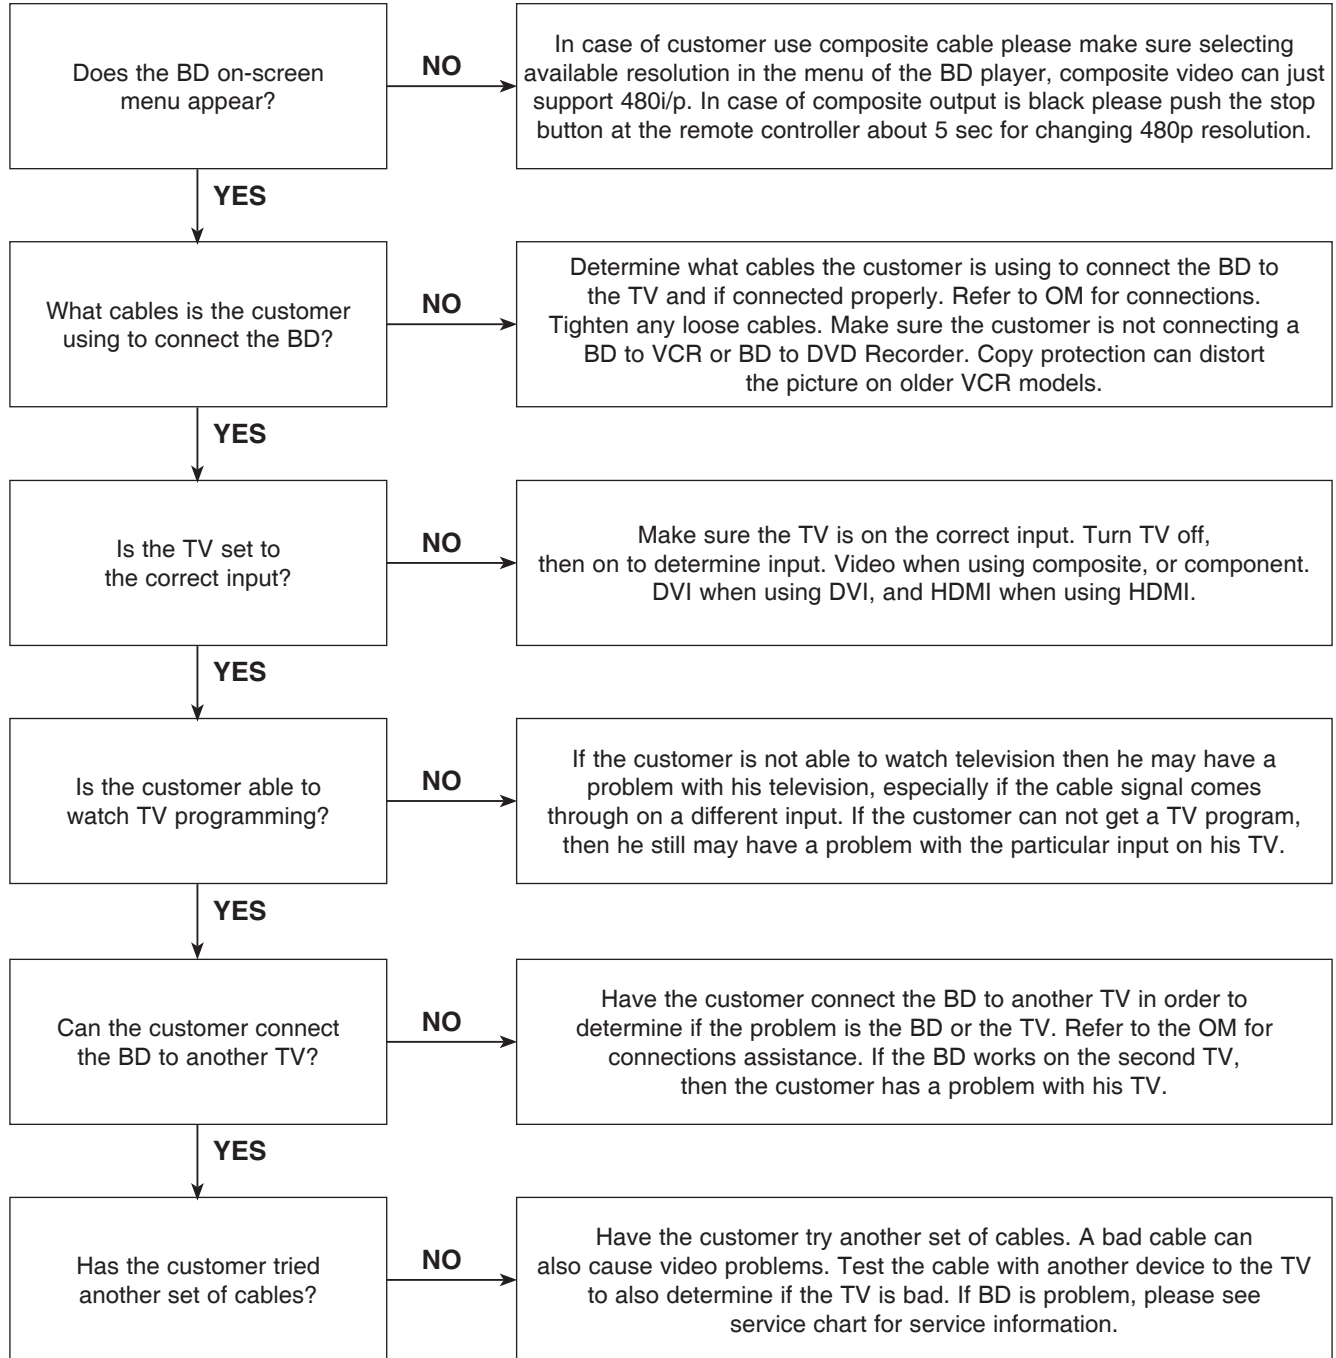 Does the BD on-screen
menu appear?
NO
In case of customer use composite cable please make sure selecting
available resolution in the menu of the BD player, composite video can just
support 480i/p. In case of composite output is black please push the stop
button at the remote controller about 5 sec for changing 480p resolution.
YES
What cables is the customer
using to connect the BD?
NO
Determine what cables the customer is using to connect the BD to
the TV and if connected properly. Refer to OM for connections.
Tighten any loose cables. Make sure the customer is not connecting a
BD to VCR or BD to DVD Recorder. Copy protection can distort
the picture on older VCR models.
YES
Is the TV set to
the correct input?
NO
Make sure the TV is on the correct input. Turn TV off,
then on to determine input. Video when using composite, or component.
DVI when using DVI, and HDMI when using HDMI.
YES
Is the customer able to
watch TV programming?
NO
If the customer is not able to watch television then he may have a
problem with his television, especially if the cable signal comes
through on a different input. If the customer can not get a TV program,
then he still may have a problem with the particular input on his TV.
YES
Can the customer connect
the BD to another TV?
NO
Have the customer connect the BD to another TV in order to
determine if the problem is the BD or the TV. Refer to the OM for
connections assistance. If the BD works on the second TV,
then the customer has a problem with his TV.
YES
Has the customer tried
another set of cables?
NO
Have the customer try another set of cables. A bad cable can
also cause video problems. Test the cable with another device to the TV
to also determine if the TV is bad. If BD is problem, please see
service chart for service information.